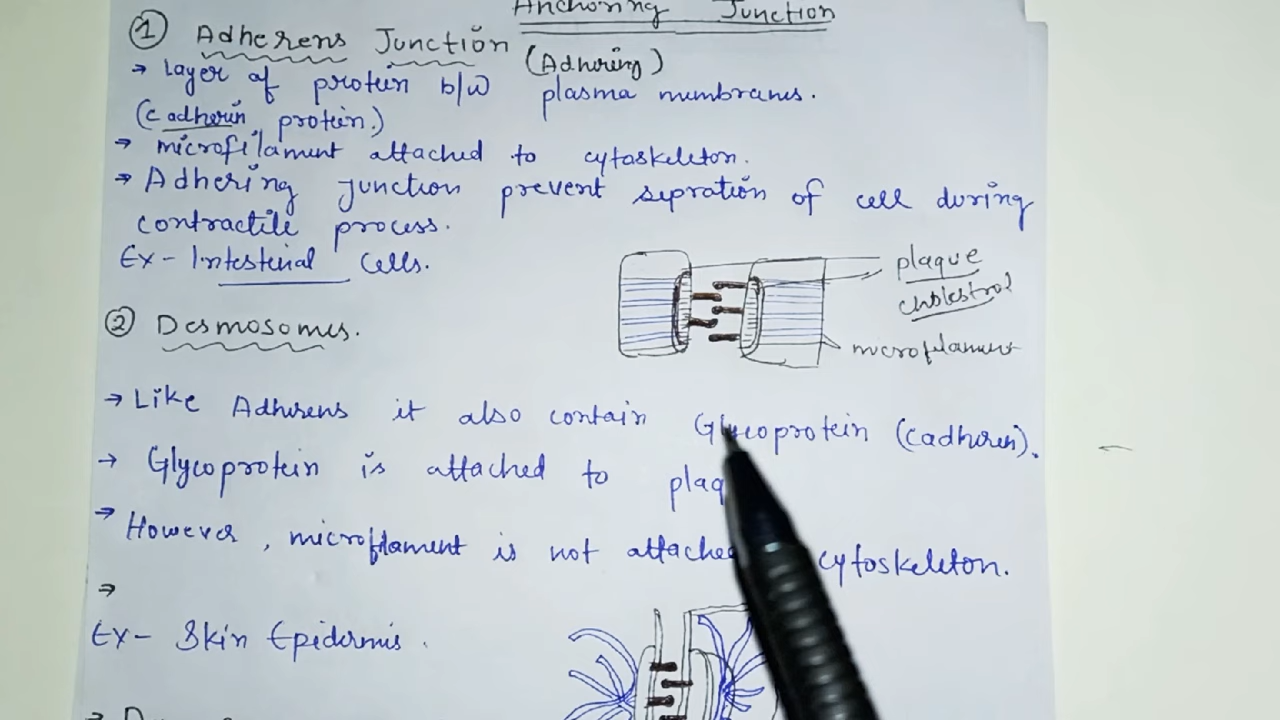 Anchoring Junction
① Adherens Junction (Adhring)
→ Layer of protein b/w plasma membranes.
(Cadherin protein.)
→ microfilament attached to cytoskeleton.
→ Adhering junction prevent sepration of cell during
contractile process.
Ex - Intestinal cells.
plaque
cholestrol
microfilament
② Desmosomes.
→ Like Adherens it also contain Glycoprotein (cadherin).
→ Glycoprotein is attached to plaq
→ However, microfilament is not attached cytoskeleton.
→
Ex - Skin Epidermis.